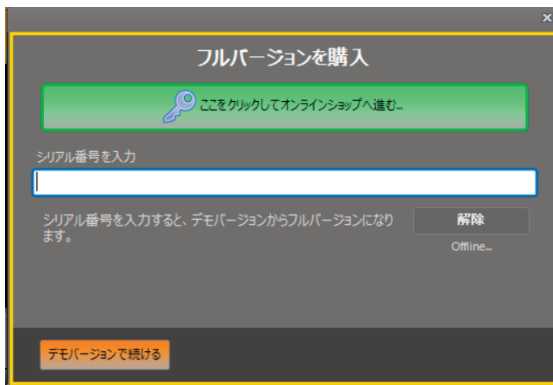 フルバージョンを購入
ここをクリックしてオンラインショップへ進む...
シリアル番号を入力
シリアル番号を入力すると、デモバージョンからフルバージョンになり
ます。
解除
Offline...
デモバージョンで続ける